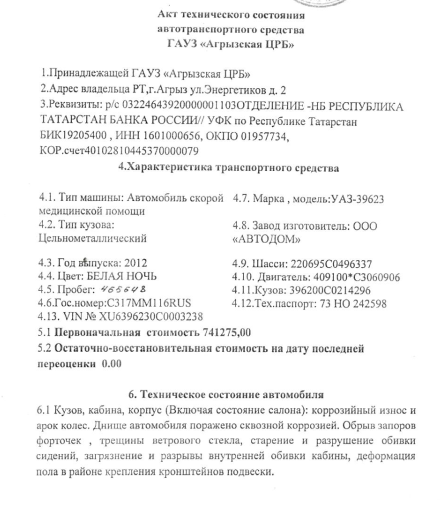 Акт технического состояния
автотранспортного средства
ГАУЗ «Агрызская ЦРБ»
1.Принадлежащей ГАУЗ «Агрызская ЦРБ»
2.Адрес владельца РТ,г.Агрыз ул.Энергетиков д. 2
3.Реквизиты: р/с 03224643920000001103ОТДЕЛЕНИЕ -НБ РЕСПУБЛИКА
ТАТАРСТАН БАНКА РОССИИ// УФК по Республике Татарстан
БИК19205400 , ИНН 1601000656, ОКПО 01957734,
КОР.счет40102810445370000079
4.Характеристика транспортного средства
4.1. Тип машины: Автомобиль скорой
медицинской помощи
4.2. Тип кузова:
Цельнометаллический
4.3. Год выпуска: 2012
4.4. Цвет: БЕЛАЯ НОЧЬ
4.5. Пробег:
4.6.Гос.номер:С317ММ116RUS
4.13. VIN № XU6396230C0003238
4.7. Марка , модель:УАЗ-39623
4.8. Завод изготовитель: ООО
«АВТОДОМ»
4.9. Шасси: 220695С0496337
4.10. Двигатель: 409100*С3060906
4.11.Кузов: 396200С0214296
4.12.Тех.паспорт: 73 НО 242598
5.1 Первоначальная стоимость 741275,00
5.2 Остаточно-восстановительная стоимость на дату последней
переоценки 0.00
6. Техническое состояние автомобиля
6.1 Кузов, кабина, корпус (Включая состояние салона): коррозийный износ и
арок колес. Днище автомобиля поражено сквозной коррозией. Обрыв запоров
форточек , трещины ветрового стекла, старение и разрушение обивки
сидений, загрязнение и разрывы внутренней обивки кабины, деформация
пола в районе крепления кронштейнов подвески.